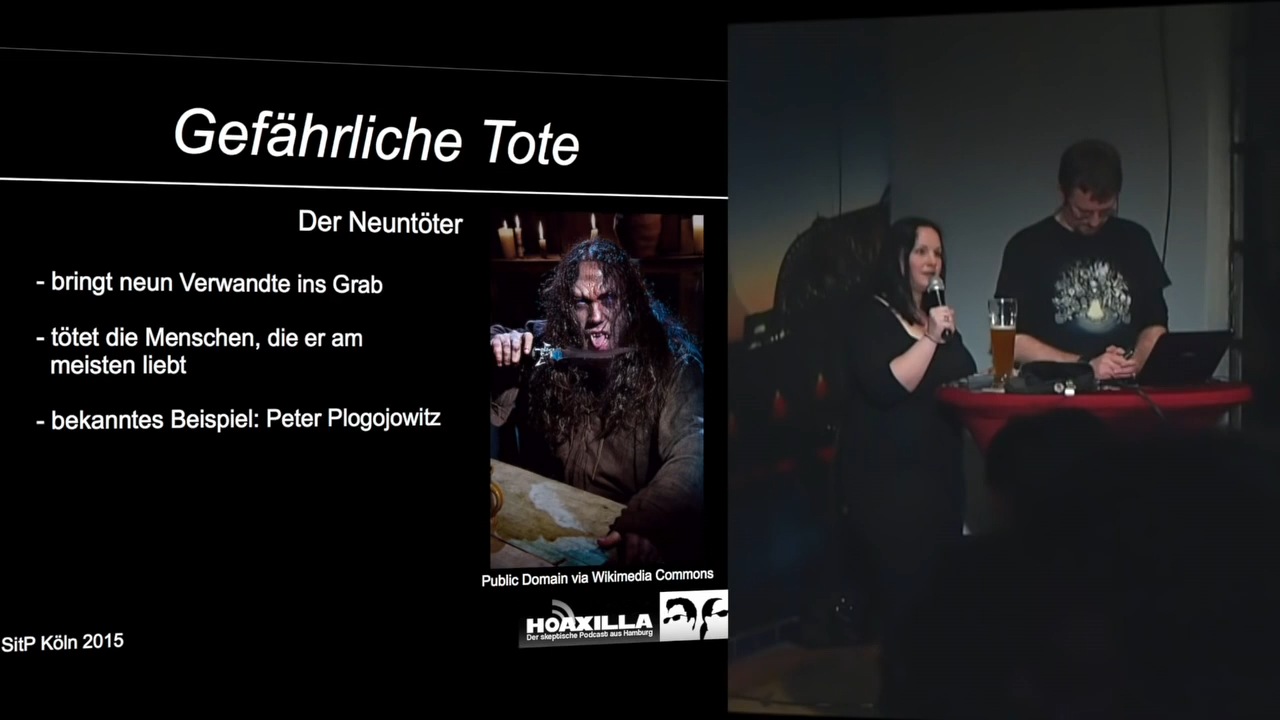 Gefährliche Tote
Der Neuntöter
- bringt neun Verwandte ins Grab
- tötet die Menschen, die er am
meisten liebt
- bekanntes Beispiel: Peter Plogojowitz
Public Domain via Wikimedia Commons
HOAXILLA
Der skeptische Podcast aus Hamburg
SitP Köln 2015